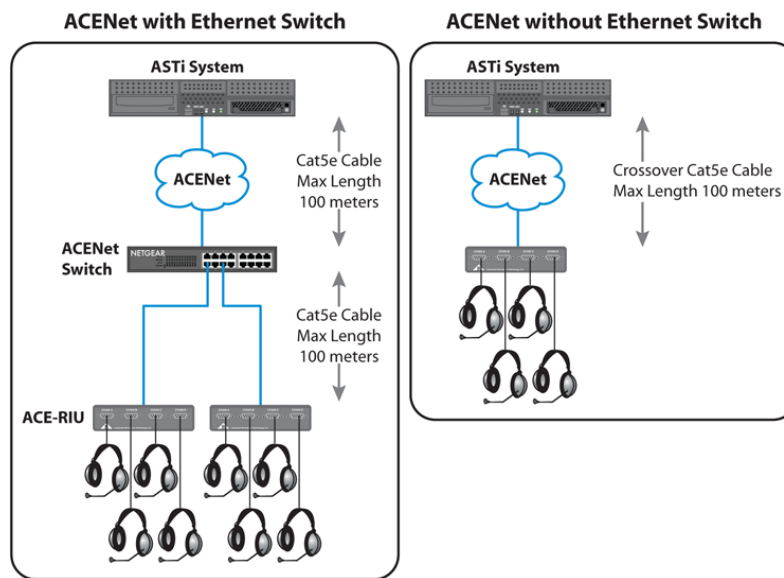 ACENet with Ethernet Switch
ACENet without Ethernet Switch
ASTi System
Cat5e Cable
Max Length
100 meters
ACENet
ACENet
Switch
NETGEAR
Cat5e Cable
Max Length
100 meters
ACE-RIU
ASTi System
Crossover Cat5e Cable
Max Length 100 meters
ACENet